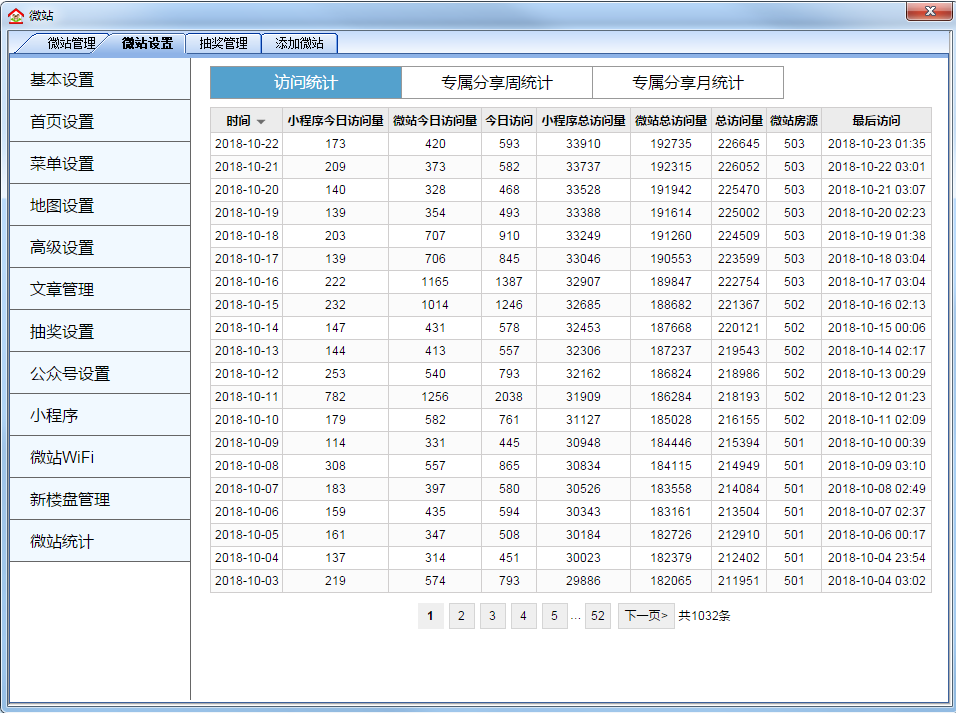 微站
微站管理 微站设置 抽奖管理 添加微站
基本设置
首页设置
菜单设置
地图设置
高级设置
文章管理
抽奖设置
公众号设置
小程序
微站WiFi
新楼盘管理
微站统计
访问统计 专属分享周统计 专属分享月统计
时间 小程序今日访问量 微站今日访问量 今日访问 小程序总访问量 微站总访问量 总访问量 微站房源 最后访问
2018-10-22 173 420 593 33910 192735 226645 503 2018-10-23 01:35
2018-10-21 209 373 582 33737 192315 226052 503 2018-10-22 03:01
2018-10-20 140 328 468 33528 191942 225470 503 2018-10-21 03:07
2018-10-19 139 354 493 33388 191614 225002 503 2018-10-20 02:23
2018-10-18 203 707 910 33249 191260 224509 503 2018-10-19 01:38
2018-10-17 139 706 845 33046 190553 223599 503 2018-10-18 03:04
2018-10-16 222 1165 1387 32907 189847 222754 503 2018-10-17 03:04
2018-10-15 232 1014 1246 32685 188682 221367 502 2018-10-16 02:13
2018-10-14 147 431 578 32453 187668 220121 502 2018-10-15 00:06
2018-10-13 144 413 557 32306 187237 219543 502 2018-10-14 02:17
2018-10-12 253 540 793 32162 186824 218986 502 2018-10-13 00:29
2018-10-11 782 1256 2038 31909 186284 218193 502 2018-10-12 01:23
2018-10-10 179 582 761 31127 185028 216155 502 2018-10-11 02:09
2018-10-09 114 331 445 30948 184446 215394 501 2018-10-10 00:39
2018-10-08 308 557 865 30834 184115 214949 501 2018-10-09 03:10
2018-10-07 183 397 580 30526 183558 214084 501 2018-10-08 02:49
2018-10-06 159 435 594 30343 183161 213504 501 2018-10-07 02:37
2018-10-05 161 347 508 30184 182726 212910 501 2018-10-06 00:17
2018-10-04 137 314 451 30023 182379 212402 501 2018-10-04 23:54
2018-10-03 219 574 793 29886 182065 211951 501 2018-10-04 03:02
1 2 3 4 5 ... 52 下一页> 共1032条